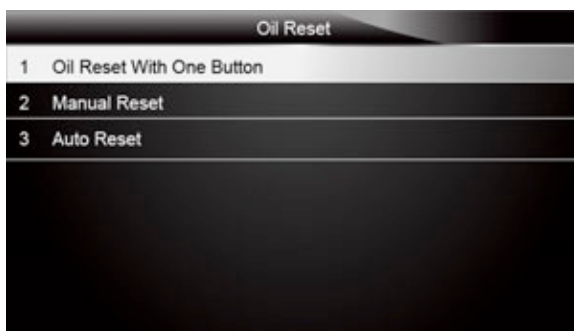 Oil Reset
1 Oil Reset With One Button
2 Manual Reset
3 Auto Reset